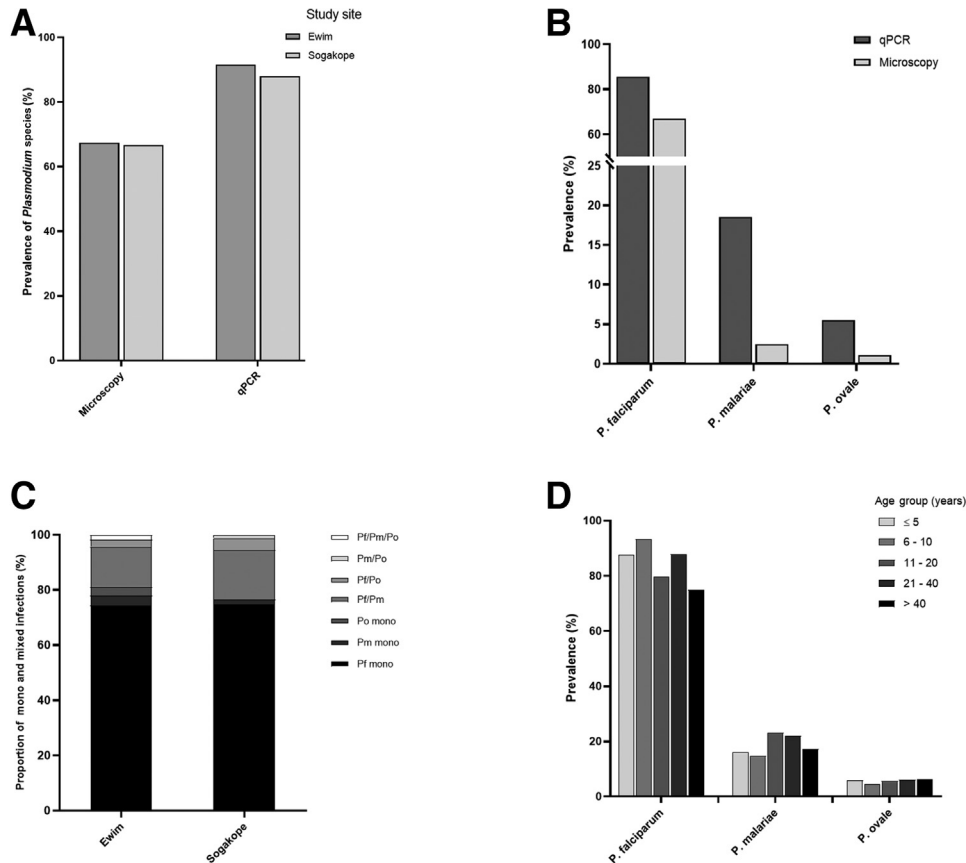 A
Study site
Ewim
Sogakope
Prevalence of Plasmodium species (%)
100
80
60
40
20
0
Microscopy
qPCR
B
qPCR
Microscopy
Prevalence (%)
100
80
60
25
20
15
10
5
0
P. falciparum
P. malariae
P. ovale
C
Proportion of mono and mixed infections (%)
100
80
60
40
20
0
Ewim
Sogakope
Pf/Pm/Po
Pm/Po
Pf/Po
Pf/Pm
Po mono
Pm mono
Pf mono
D
Age group (years)
≤ 5
6 - 10
11 - 20
21 - 40
> 40
Prevalence (%)
100
80
60
40
20
0
P. falciparum
P. malariae
P. ovale